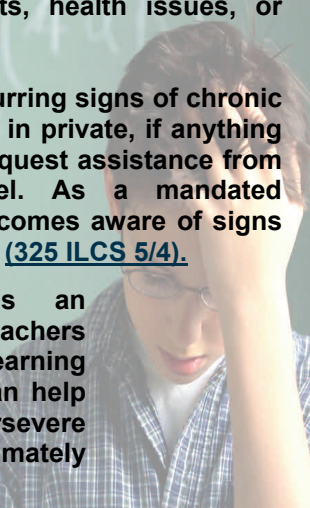 ts, health issues, or
urring signs of chronic
in private, if anything
quest assistance from
el. As a mandated
comes aware of signs
(325 ILCS 5/4).
s an
achers
earning
an help
rsevere
mately